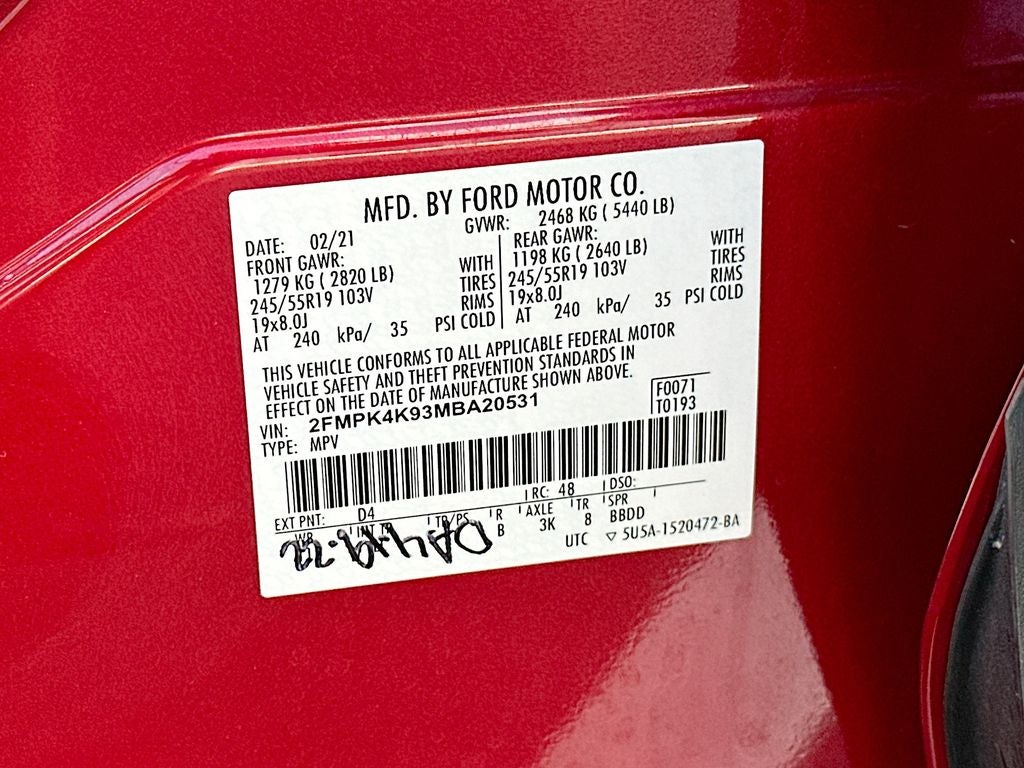 MFD. BY FORD MOTOR CO.
DATE: 02/21 GVWR: 2468 KG ( 5440 LB)
FRONT GAWR: WITH REAR GAWR: WITH
1279 KG ( 2820 LB) TIRES 1198 KG ( 2640 LB) TIRES
245/55R19 103V RIMS 245/55R19 103V RIMS
19x8.0J 19x8.0J
AT 240 kPa/ 35 PSI COLD AT 240 kPa/ 35 PSI COLD
THIS VEHICLE CONFORMS TO ALL APPLICABLE FEDERAL MOTOR
VEHICLE SAFETY AND THEFT PREVENTION STANDARDS IN
EFFECT ON THE DATE OF MANUFACTURE SHOWN ABOVE.
VIN: 2FMPK4K93MBA20531 F0071
TYPE: MPV T0193
EXT PNT: D4 RC: 48 DSO:
WB INT TR TP/PS R AXLE TR SPR
B 3K 8 BBDD
UTC ▽ 5U5A-1520472-BA